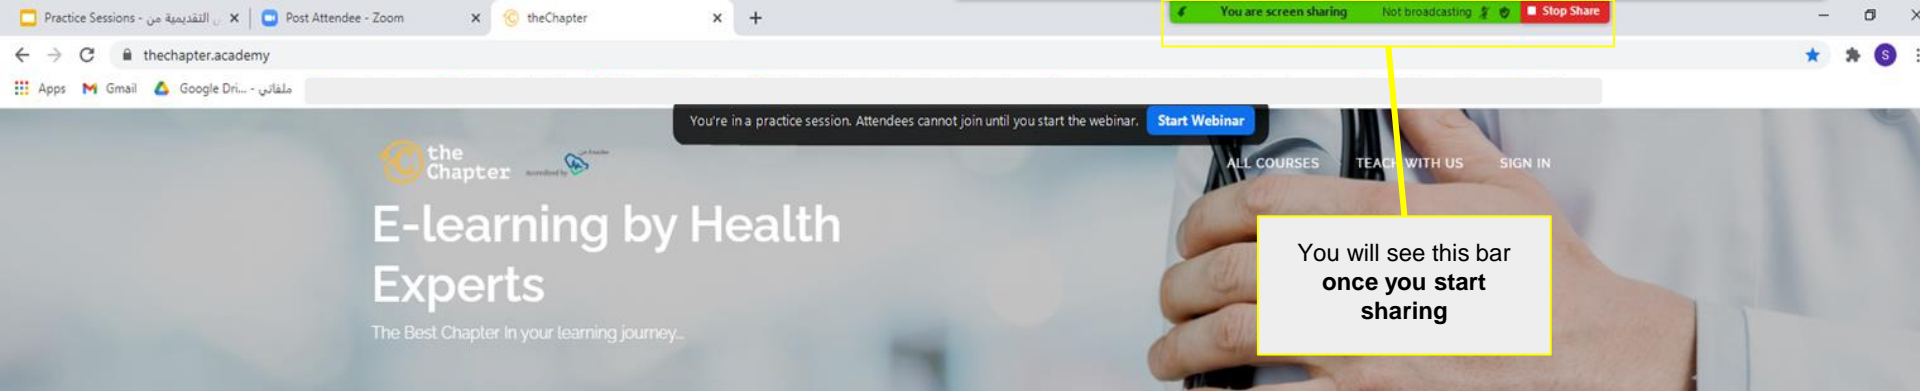 Practice Sessions - ن التقديمية من
Post Attendee - Zoom
theChapter
You are screen sharing
Not broadcasting
Stop Share
thechapter.academy
S
Apps
Gmail
Google Dri... - ملفاتي
You're in a practice session. Attendees cannot join until you start the webinar.
Start Webinar
the
Chapter
Accredited by
ALL COURSES
TEACH WITH US
SIGN IN
E-learning by Health
Experts
The Best Chapter In your learning journey...
You will see this bar
once you start
sharing